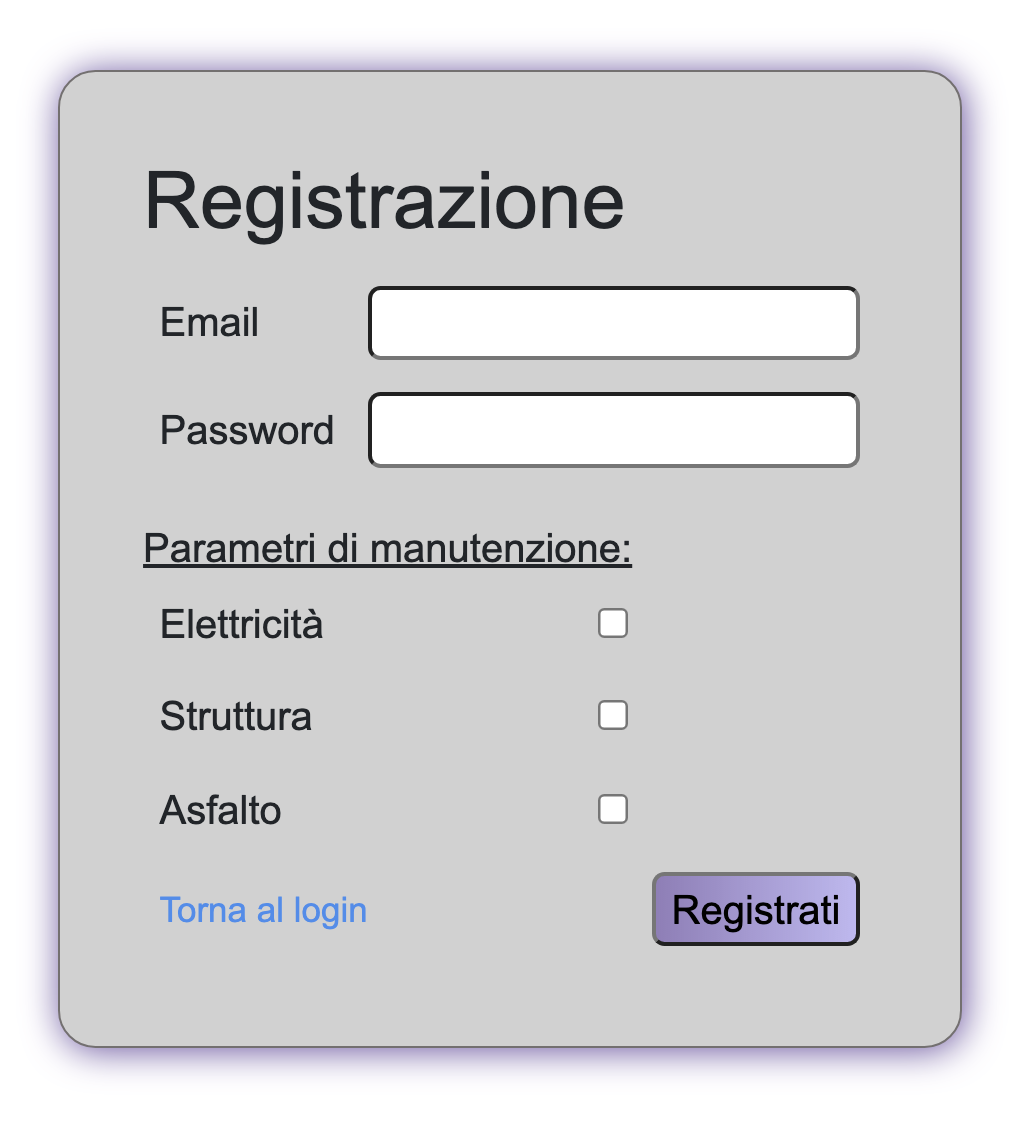 Registrazione
Email
Password
Parametri di manutenzione:
Elettricità
Struttura
Asfalto
Torna al login Registrati